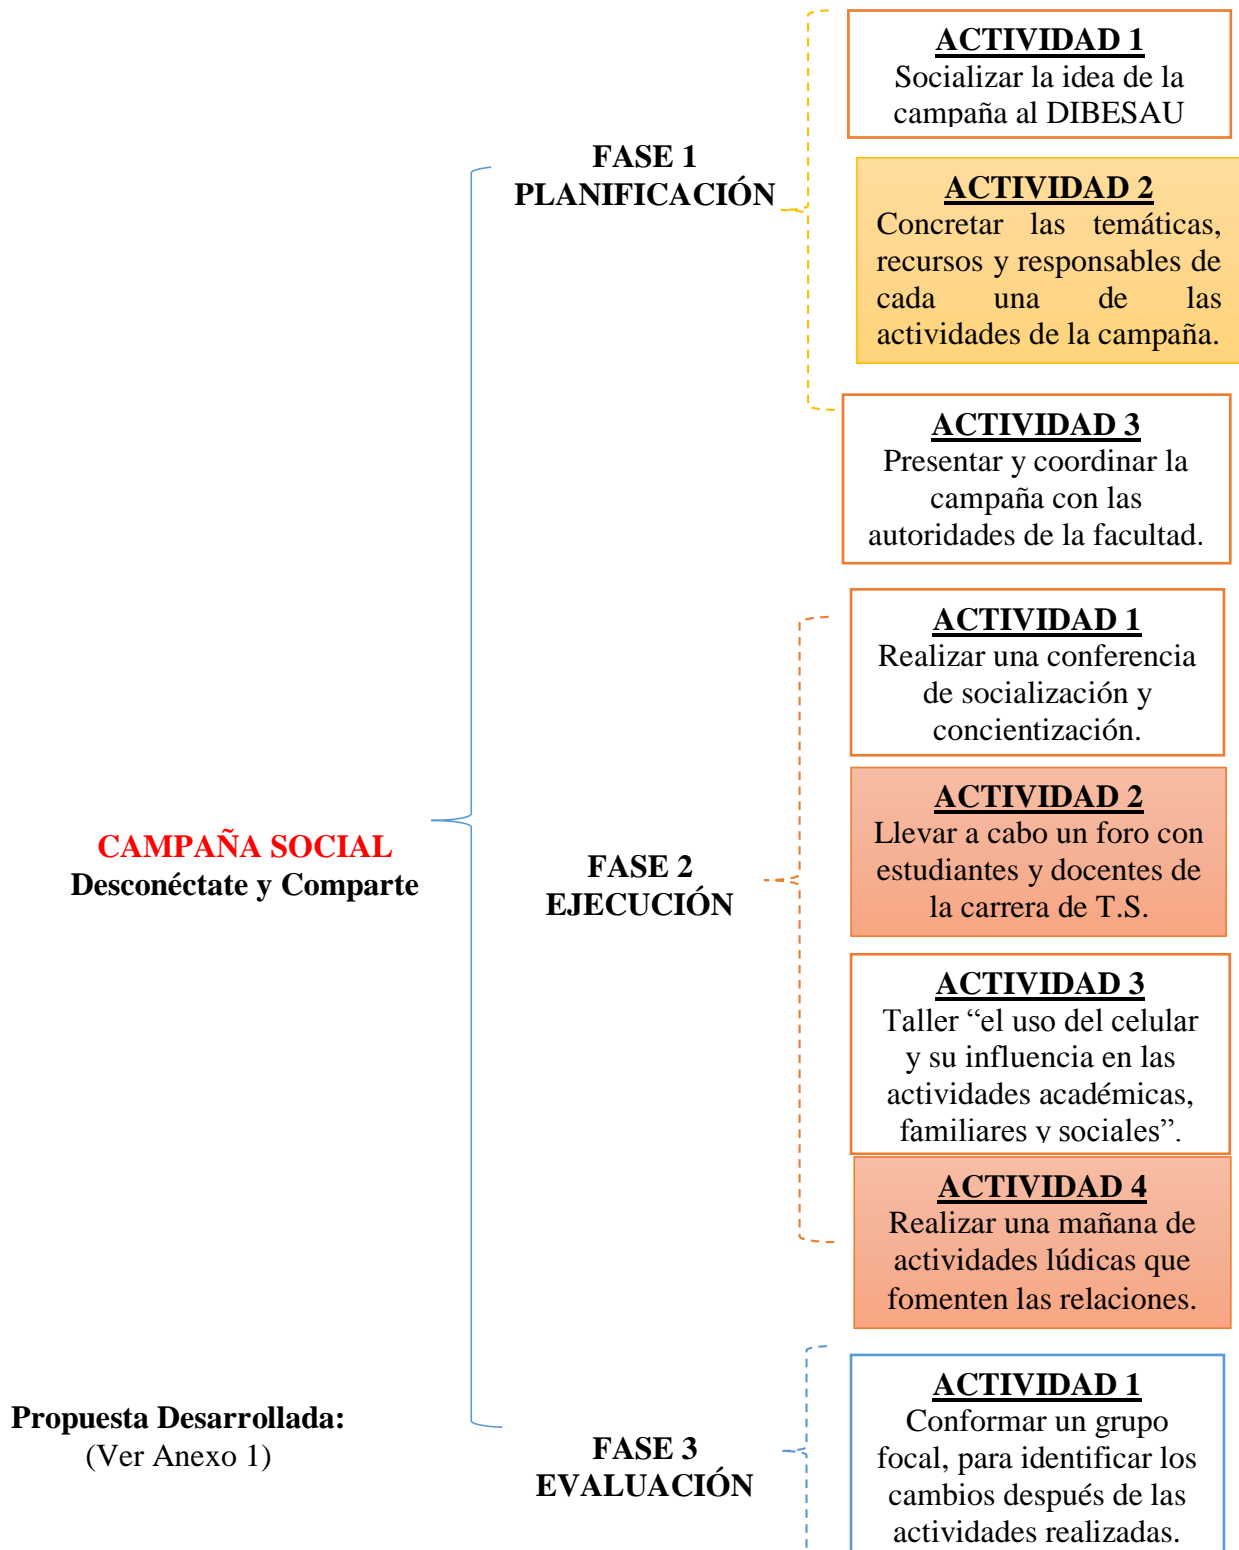 CAMPAÑA SOCIAL
Desconéctate y Comparte
Propuesta Desarrollada:
(Ver Anexo 1)
FASE 1
PLANIFICACIÓN
ACTIVIDAD 1
Socializar la idea de la
campaña al DIBESAU
ACTIVIDAD 2
Concretar las temáticas,
recursos y responsables de
cada una de las
actividades de la campaña.
ACTIVIDAD 3
Presentar y coordinar la
campaña con las
autoridades de la facultad.
FASE 2
EJECUCIÓN
ACTIVIDAD 1
Realizar una conferencia
de socialización y
concientización.
ACTIVIDAD 2
Llevar a cabo un foro con
estudiantes y docentes de
la carrera de T.S.
ACTIVIDAD 3
Taller “el uso del celular
y su influencia en las
actividades académicas,
familiares y sociales”.
ACTIVIDAD 4
Realizar una mañana de
actividades lúdicas que
fomenten las relaciones.
FASE 3
EVALUACIÓN
ACTIVIDAD 1
Conformar un grupo
focal, para identificar los
cambios después de las
actividades realizadas.